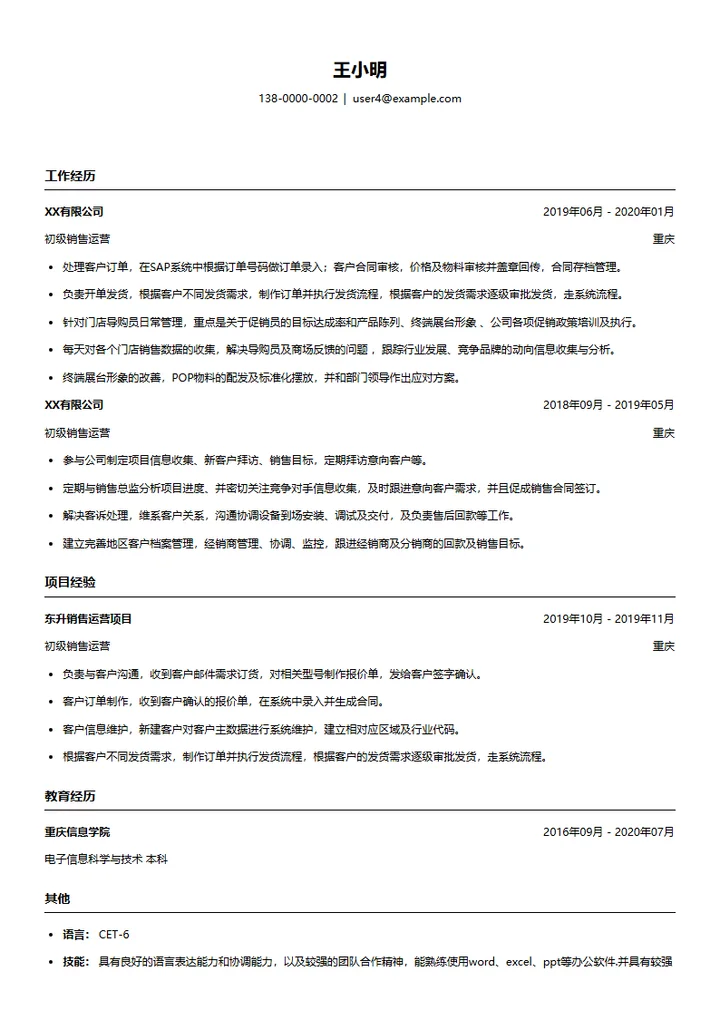 王小明
138-0000-0002 | user4@example.com
工作经历
XX有限公司 2019年06月 - 2020年01月
初级销售运营 重庆
• 处理客户订单，在SAP系统中根据订单号码做订单录入；客户合同审核，价格及物料审核并盖章回传，合同存档管理。
• 负责开单发货，根据客户不同发货需求，制作订单并执行发货流程，根据客户的发货需求逐级审批发货，走系统流程。
• 针对门店导购员日常管理，重点是关于促销员的目标达成率和产品陈列、终端展台形象 、公司各项促销政策培训及执行。
• 每天对各个门店销售数据的收集，解决导购员及商场反馈的问题 ，跟踪行业发展、竞争品牌的动向信息收集与分析。
• 终端展台形象的改善，POP物料的配发及标准化摆放，并和部门领导作出应对方案。
XX有限公司 2018年09月 - 2019年05月
初级销售运营 重庆
• 参与公司制定项目信息收集、新客户拜访、销售目标，定期拜访意向客户等。
• 定期与销售总监分析项目进度、并密切关注竞争对手信息收集，及时跟进意向客户需求，并且促成销售合同签订。
• 解决客诉处理，维系客户关系，沟通协调设备到场安装、调试及交付，及负责售后回款等工作。
• 建立完善地区客户档案管理，经销商管理、协调、监控，跟进经销商及分销商的回款及销售目标。
项目经验
东升销售运营项目 2019年10月 - 2019年11月
初级销售运营 重庆
• 负责与客户沟通，收到客户邮件需求订货，对相关型号制作报价单，发给客户签字确认。
• 客户订单制作，收到客户确认的报价单，在系统中录入并生成合同。
• 客户信息维护，新建客户对客户主数据进行系统维护，建立相对应区域及行业代码。
• 根据客户不同发货需求，制作订单并执行发货流程，根据客户的发货需求逐级审批发货，走系统流程。
教育经历
重庆信息学院 2016年09月 - 2020年07月
电子信息科学与技术 本科
其他
• 语言： CET-6
• 技能： 具有良好的语言表达能力和协调能力，以及较强的团队合作精神，能熟练使用word、excel、ppt等办公软件.并具有较强